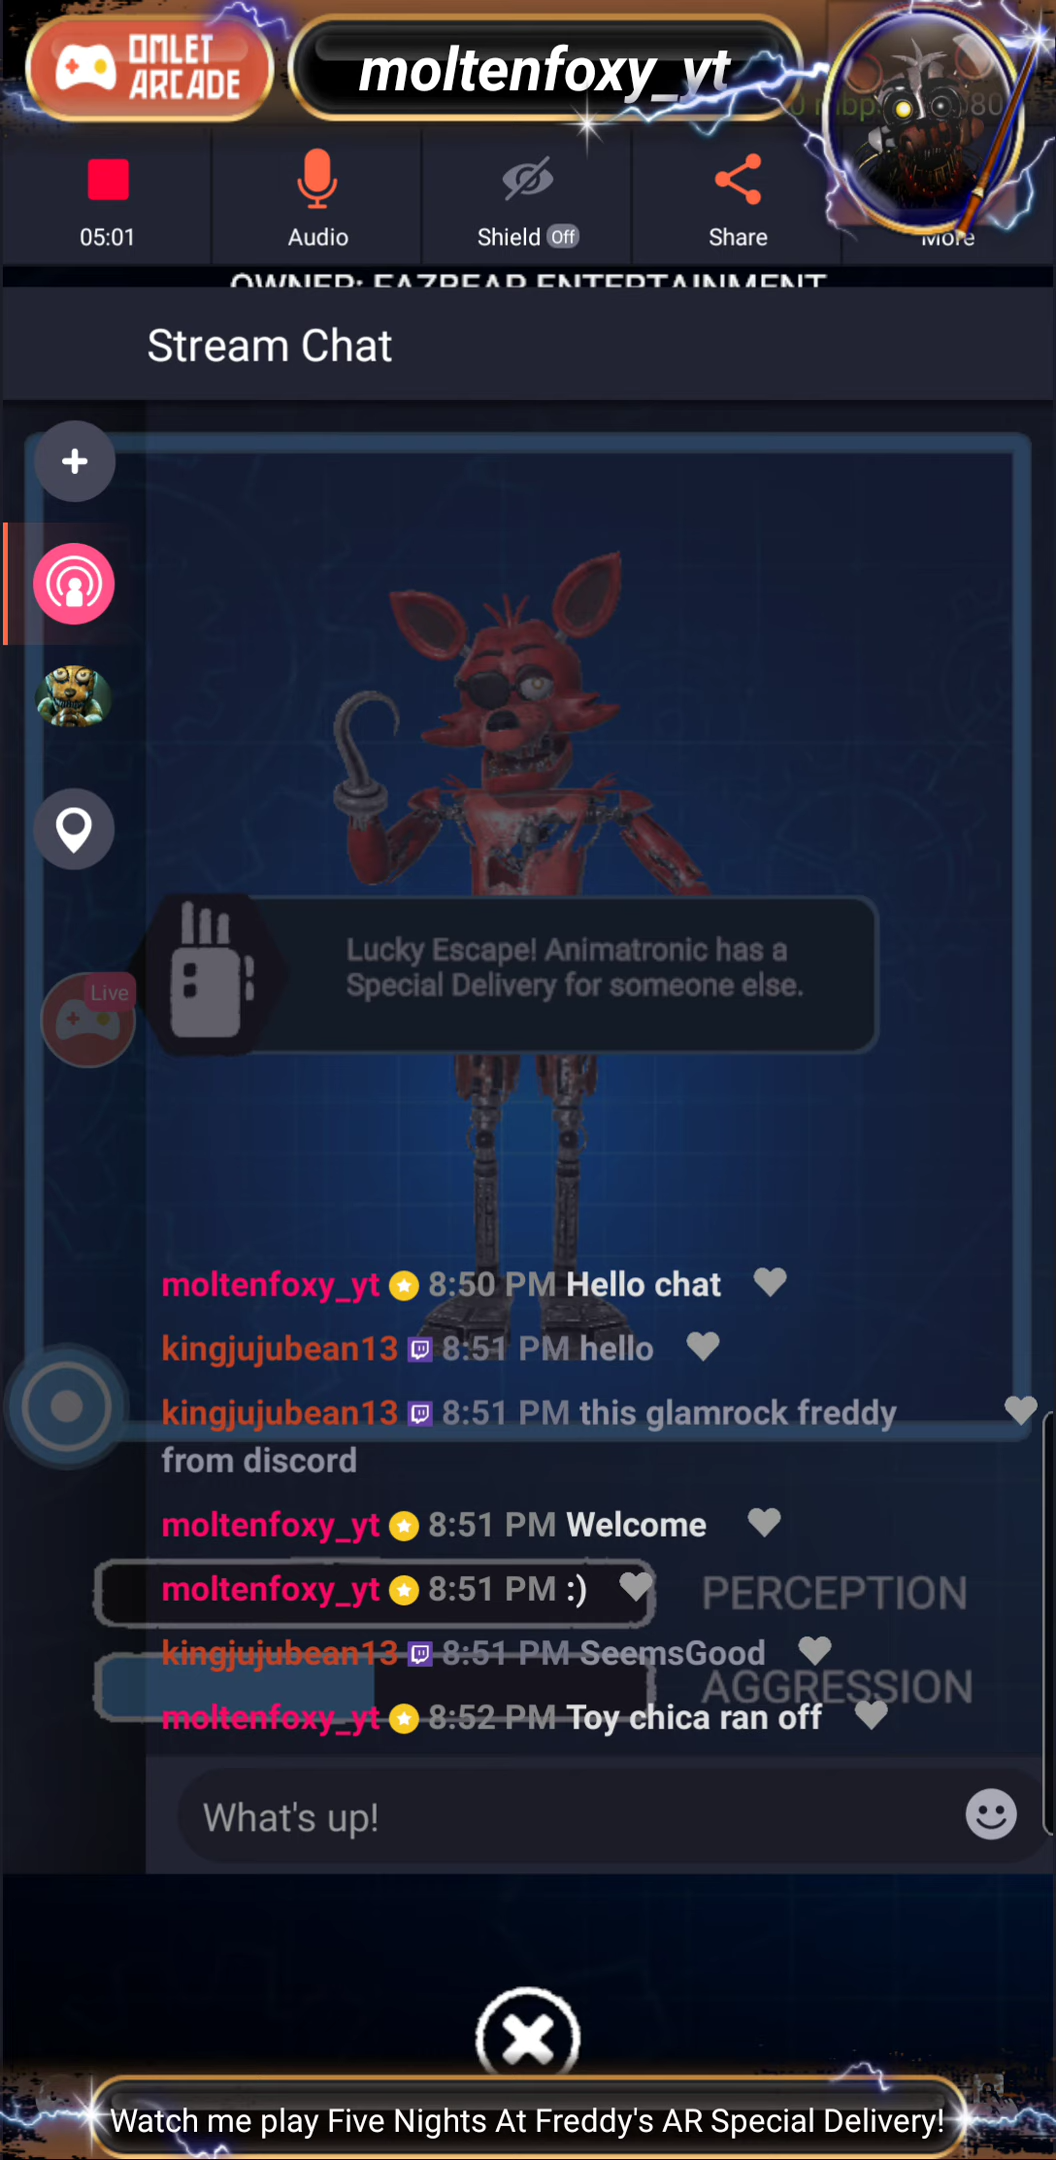 OMLET
ARCADE
moltenfoxy_yt
05:01
Audio
Shield Off
Share
More
OWNER: FAZBEAR ENTERTAINMENT
Stream Chat
Live
Lucky Escape! Animatronic has a
Special Delivery for someone else.
moltenfoxy_yt 8:50 PM Hello chat
kingjujubean13 8:51 PM hello
kingjujubean13 8:51 PM this glamrock freddy
from discord
moltenfoxy_yt 8:51 PM Welcome
moltenfoxy_yt 8:51 PM :)
PERCEPTION
kingjujubean13 8:51 PM SeemsGood
AGGRESSION
moltenfoxy_yt 8:52 PM Toy chica ran off
What's up!
Watch me play Five Nights At Freddy's AR Special Delivery!